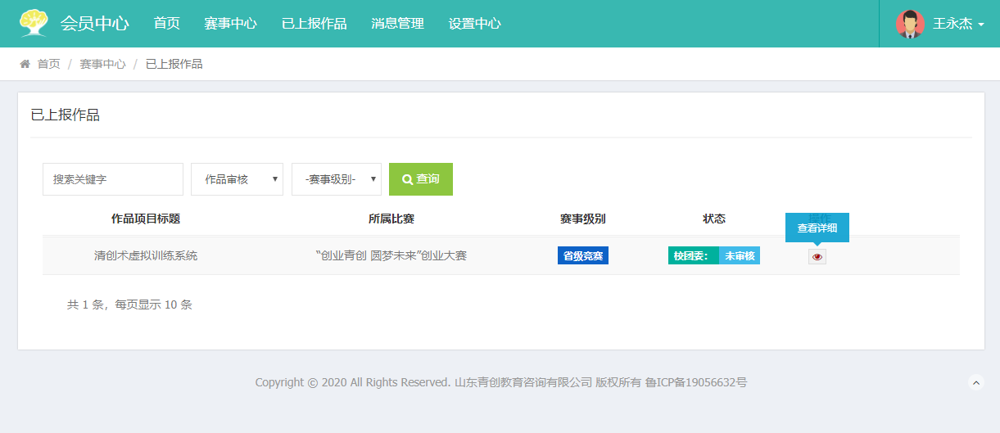 会员中心 首页 赛事中心 已上报作品 消息管理 设置中心 王永杰
首页 / 赛事中心 / 已上报作品
已上报作品
搜索关键字 作品审核 -赛事级别- 查询
作品项目标题 所属比赛 赛事级别 状态 操作
查看详细
清创术虚拟训练系统 “创业青创 圆梦未来”创业大赛 省级竞赛 校团委： 未审核
共 1 条，每页显示 10 条
Copyright © 2020 All Rights Reserved. 山东青创教育咨询有限公司 版权所有 鲁ICP备19056632号